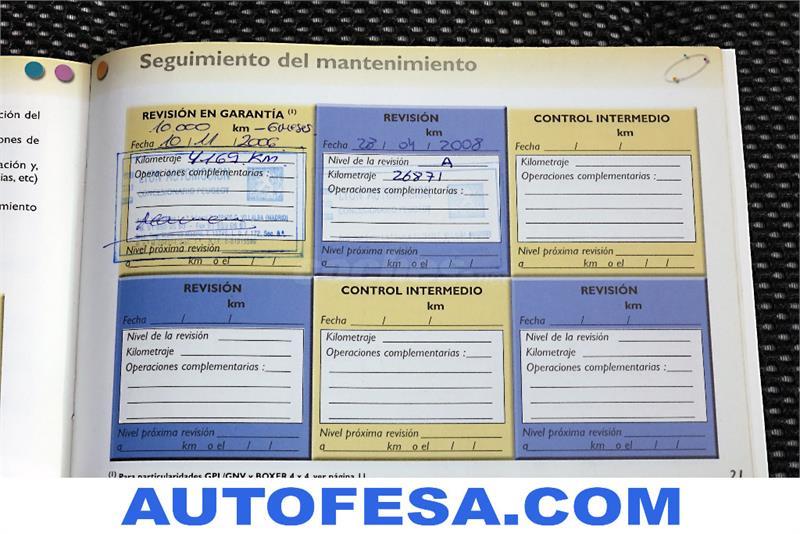 Seguimiento del mantenimiento
ción del
ones de
ación y,
ias, etc)
miento
REVISIÓN EN GARANTÍA (1)
10 000 km - 6 meses
Fecha 10 / 11 / 2006
Kilometraje 4169 KM
Operaciones complementarias :
CONCESIONARIO PEUGEOT
Nivel próxima revisión
a km o el / /
REVISIÓN
Fecha 28 / 04 / 2008
Nivel de la revisión A
Kilometraje 26871
Operaciones complementarias :
Nivel próxima revisión
a km o el / /
CONTROL INTERMEDIO
km
Fecha / /
Kilometraje
Operaciones complementarias :
Nivel próxima revisión
a km o el / /
REVISIÓN
km
Fecha / /
Nivel de la revisión
Kilometraje
Operaciones complementarias :
Nivel próxima revisión
a km o el / /
CONTROL INTERMEDIO
km
Fecha / /
Kilometraje
Operaciones complementarias :
Nivel próxima revisión
a km o el / /
REVISIÓN
km
Fecha / /
Nivel de la revisión
Kilometraje
Operaciones complementarias :
Nivel próxima revisión
a km o el / /
(1) Para particularidades GPL/GNV y BOXER 4 x 4, ver página 11
21
AUTOFESA.COM